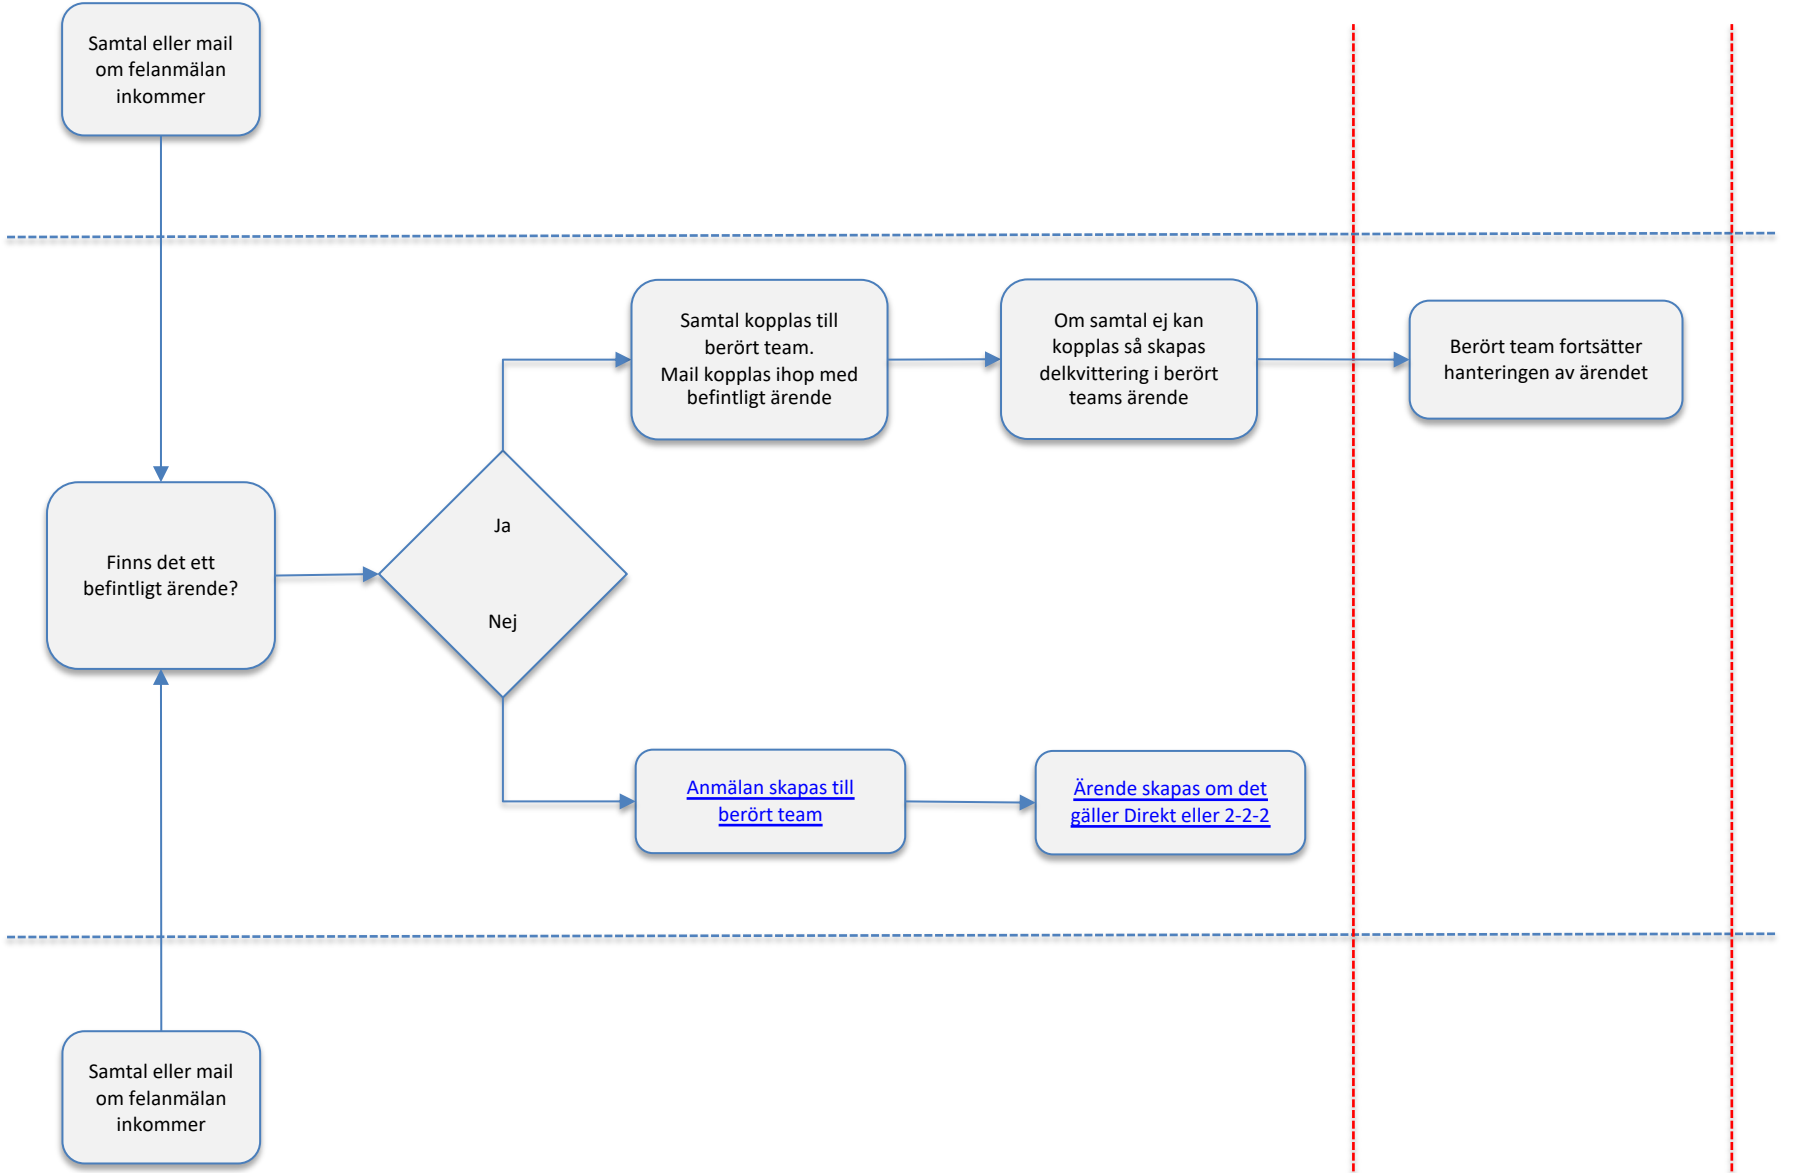 Samtal eller mail
om felanmälan
inkommer
Samtal kopplas till
berört team.
Mail kopplas ihop med
befintligt ärende
Om samtal ej kan
kopplas så skapas
delkvittering i berört
teams ärende
Berört team fortsätter
hanteringen av ärendet
Finns det ett
befintligt ärende?
Ja
Nej
Anmälan skapas till
berört team
Ärende skapas om det
gäller Direkt eller 2-2-2
Samtal eller mail
om felanmälan
inkommer